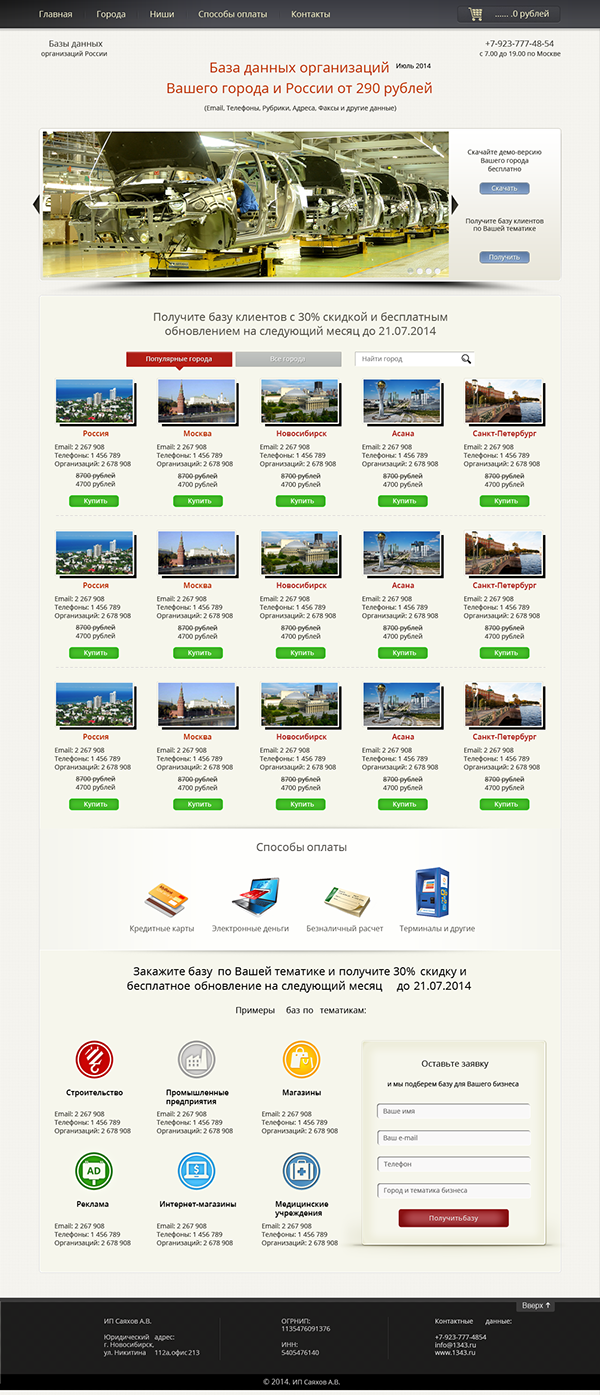 Главная Города Ниши Способы оплаты Контакты ...... .0 рублей
Базы данных
организаций России
+7-923-777-48-54
с 7.00 до 19.00 по Москве
База данных организаций Июль 2014
Вашего города и России от 290 рублей
(Email, Телефоны, Рубрики, Адреса, Факсы и другие данные)
Скачайте демо-версию
Вашего города
бесплатно
Скачать
Получите базу клиентов
по Вашей тематике
Получить
Получите базу клиентов с 30% скидкой и бесплатным
обновлением на следующий месяц до 21.07.2014
Популярные города Все города Найти город
Россия Москва Новосибирск Асана Санкт-Петербург
Email: 2 267 908 Email: 2 267 908 Email: 2 267 908 Email: 2 267 908 Email: 2 267 908
Телефоны: 1 456 789 Телефоны: 1 456 789 Телефоны: 1 456 789 Телефоны: 1 456 789 Телефоны: 1 456 789
Организаций: 2 678 908 Организаций: 2 678 908 Организаций: 2 678 908 Организаций: 2 678 908 Организаций: 2 678 908
8700 рублей 8700 рублей 8700 рублей 8700 рублей 8700 рублей
4700 рублей 4700 рублей 4700 рублей 4700 рублей 4700 рублей
Купить Купить Купить Купить Купить
Россия Москва Новосибирск Асана Санкт-Петербург
Email: 2 267 908 Email: 2 267 908 Email: 2 267 908 Email: 2 267 908 Email: 2 267 908
Телефоны: 1 456 789 Телефоны: 1 456 789 Телефоны: 1 456 789 Телефоны: 1 456 789 Телефоны: 1 456 789
Организаций: 2 678 908 Организаций: 2 678 908 Организаций: 2 678 908 Организаций: 2 678 908 Организаций: 2 678 908
8700 рублей 8700 рублей 8700 рублей 8700 рублей 8700 рублей
4700 рублей 4700 рублей 4700 рублей 4700 рублей 4700 рублей
Купить Купить Купить Купить Купить
Россия Москва Новосибирск Асана Санкт-Петербург
Email: 2 267 908 Email: 2 267 908 Email: 2 267 908 Email: 2 267 908 Email: 2 267 908
Телефоны: 1 456 789 Телефоны: 1 456 789 Телефоны: 1 456 789 Телефоны: 1 456 789 Телефоны: 1 456 789
Организаций: 2 678 908 Организаций: 2 678 908 Организаций: 2 678 908 Организаций: 2 678 908 Организаций: 2 678 908
8700 рублей 8700 рублей 8700 рублей 8700 рублей 8700 рублей
4700 рублей 4700 рублей 4700 рублей 4700 рублей 4700 рублей
Купить Купить Купить Купить Купить
Способы оплаты
Кредитные карты Электронные деньги Безналичный расчет Терминалы и другие
Закажите базу по Вашей тематике и получите 30% скидку и
бесплатное обновление на следующий месяц до 21.07.2014
Примеры баз по тематикам:
Строительство Промышленные
предприятия Магазины
Email: 2 267 908 Email: 2 267 908 Email: 2 267 908
Телефоны: 1 456 789 Телефоны: 1 456 789 Телефоны: 1 456 789
Организаций: 2 678 908 Организаций: 2 678 908 Организаций: 2 678 908
AD $
Реклама Интернет-магазины Медицинские
учреждения
Email: 2 267 908 Email: 2 267 908 Email: 2 267 908
Телефоны: 1 456 789 Телефоны: 1 456 789 Телефоны: 1 456 789
Организаций: 2 678 908 Организаций: 2 678 908 Организаций: 2 678 908
Оставьте заявку
и мы подберем базу для Вашего бизнеса
Ваше имя
Ваш e-mail
Телефон
Город и тематика бизнеса
Получить базу
Вверх
ИП Саяхов А.В.
Юридический адрес:
г. Новосибирск,
ул. Никитина 112а,офис 213
ОГРНИП:
1135476091376
ИНН:
5405476140
Контактные данные:
+7-923-777-4854
info@1343.ru
www.1343.ru
© 2014, ИП Саяхов А.В.